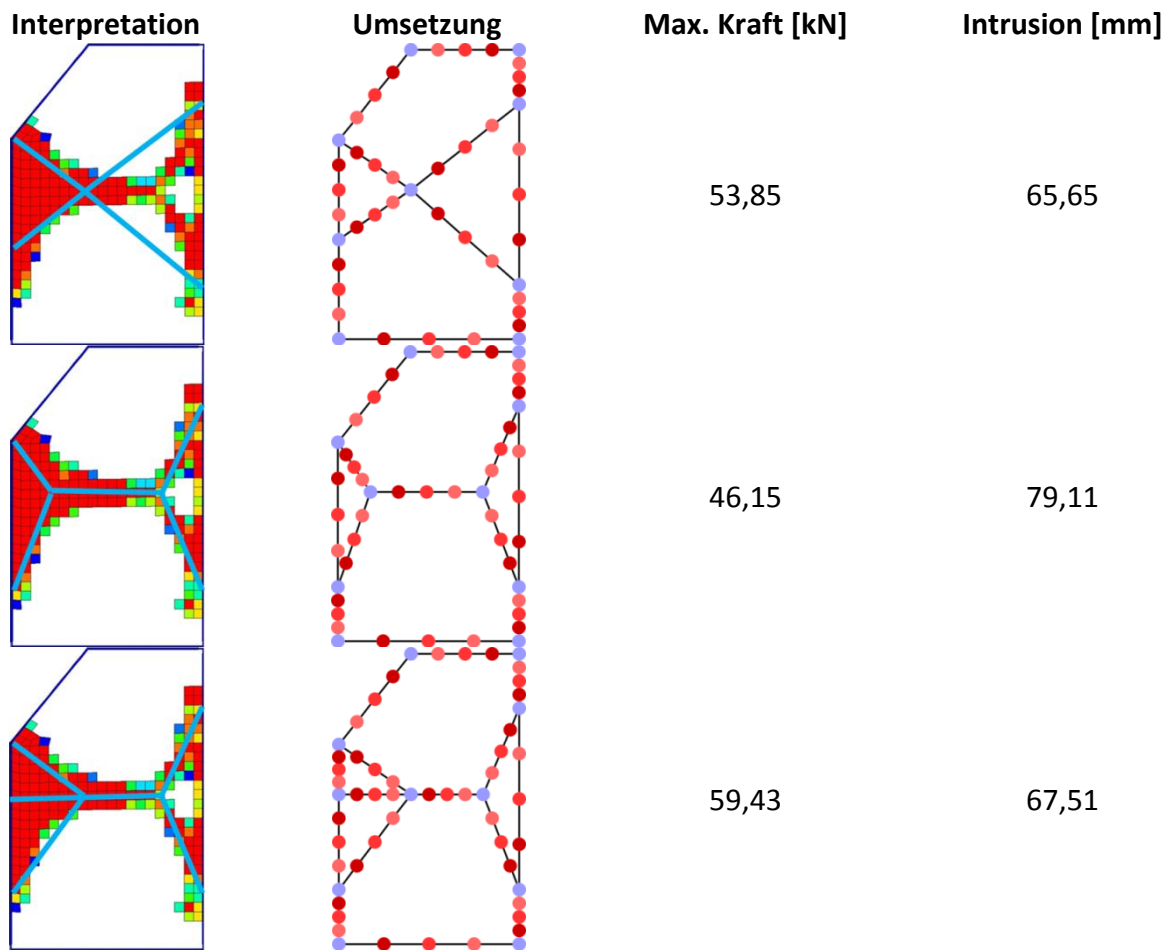 Interpretation Umsetzung Max. Kraft [kN] Intrusion [mm]
53,85 65,65
46,15 79,11
59,43 67,51